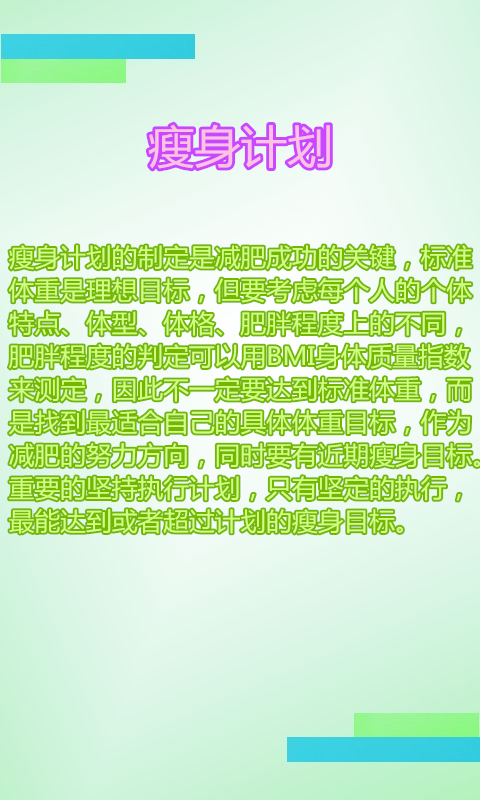 瘦身计划
瘦身计划的制定是减肥成功的关键，标准
体重是理想目标，但要考虑每个人的个体
特点、体型、体格、肥胖程度上的不同，
肥胖程度的判定可以用BMI身体质量指数
来测定，因此不一定要达到标准体重，而
是找到最适合自己的具体体重目标，作为
减肥的努力方向，同时要有近期瘦身目标。
重要的坚持执行计划，只有坚定的执行，
最能达到或者超过计划的瘦身目标。